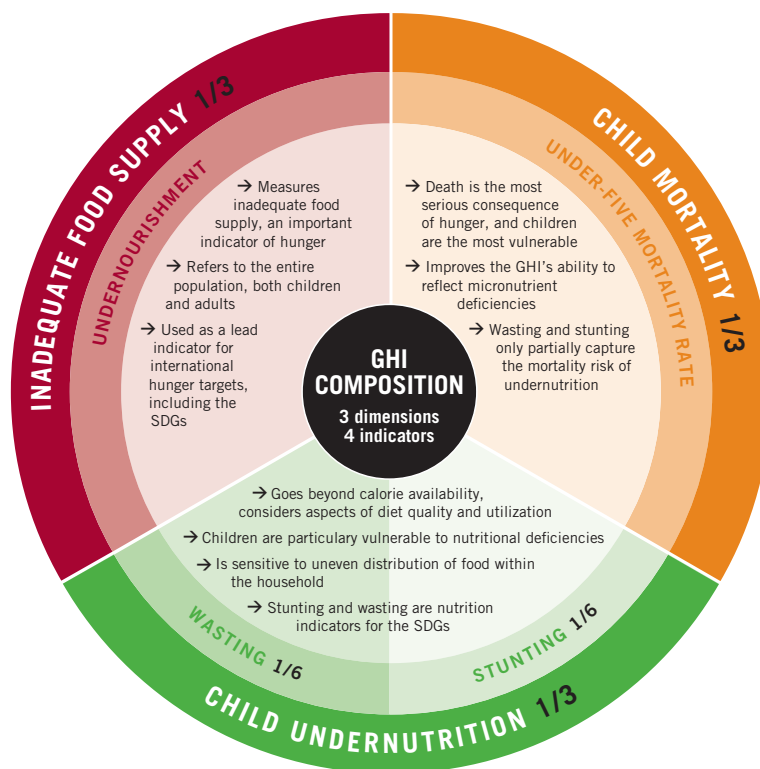 INADEQUATE FOOD SUPPLY 1/3
UNDERNOURISHMENT
→ Measures
inadequate food
supply, an important
indicator of hunger
→ Refers to the entire
population, both children
and adults
→ Used as a lead
indicator for
international
hunger targets,
including the
SDGs
CHILD MORTALITY 1/3
UNDER-FIVE MORTALITY RATE
→ Death is the most
serious consequence
of hunger, and children
are the most vulnerable
→ Improves the GHI's ability to
reflect micronutrient
deficiencies
→ Wasting and stunting
only partially capture
the mortality risk of
undernutrition
GHI
COMPOSITION
3 dimensions
4 indicators
→ Goes beyond calorie availability,
considers aspects of diet quality and utilization
→ Children are particulary vulnerable to nutritional deficiencies
→ Is sensitive to uneven distribution of food within
the household
→ Stunting and wasting are nutrition
indicators for the SDGs
WASTING 1/6
STUNTING 1/6
CHILD UNDERNUTRITION 1/3